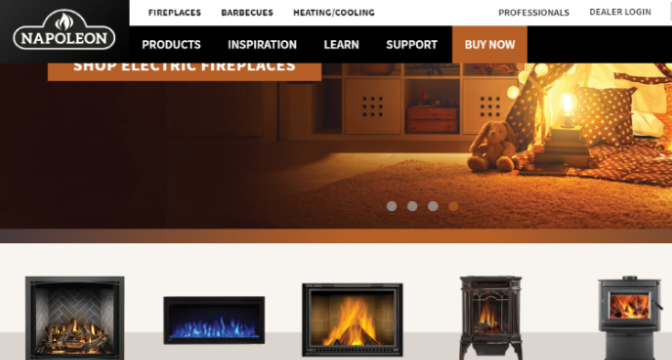 FIREPLACES BARBECUES HEATING/COOLING PROFESSIONALS DEALER LOGIN
NAPOLEON
PRODUCTS INSPIRATION LEARN SUPPORT BUY NOW
SHOP ELECTRIC FIREPLACES